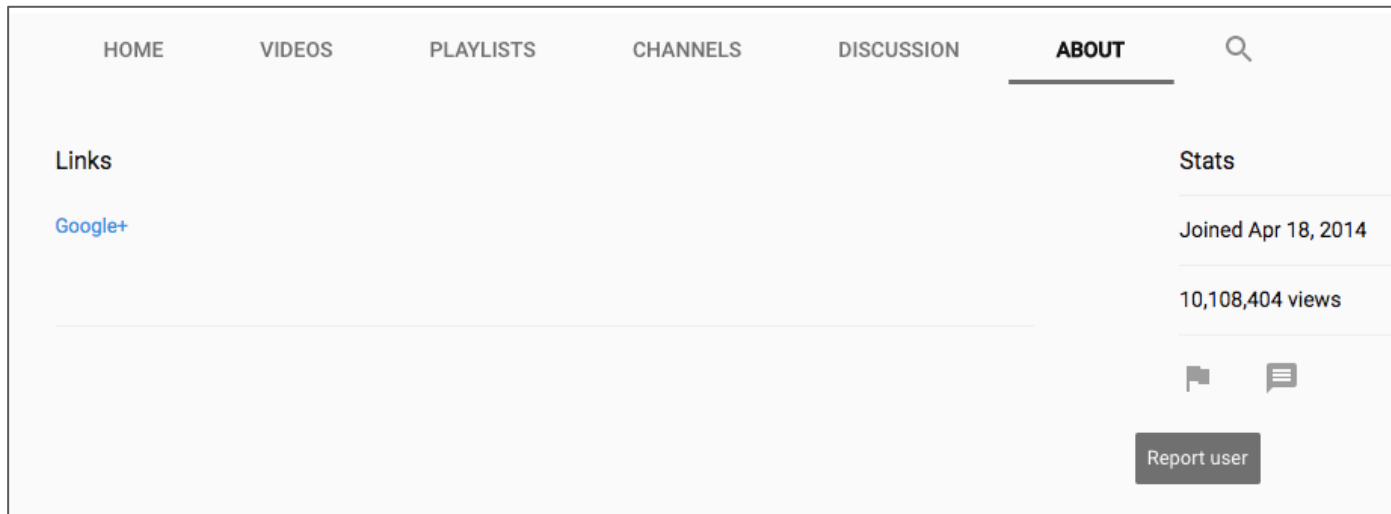 HOME VIDEOS PLAYLISTS CHANNELS DISCUSSION ABOUT
Links
Google+
Stats
Joined Apr 18, 2014
10,108,404 views
Report user